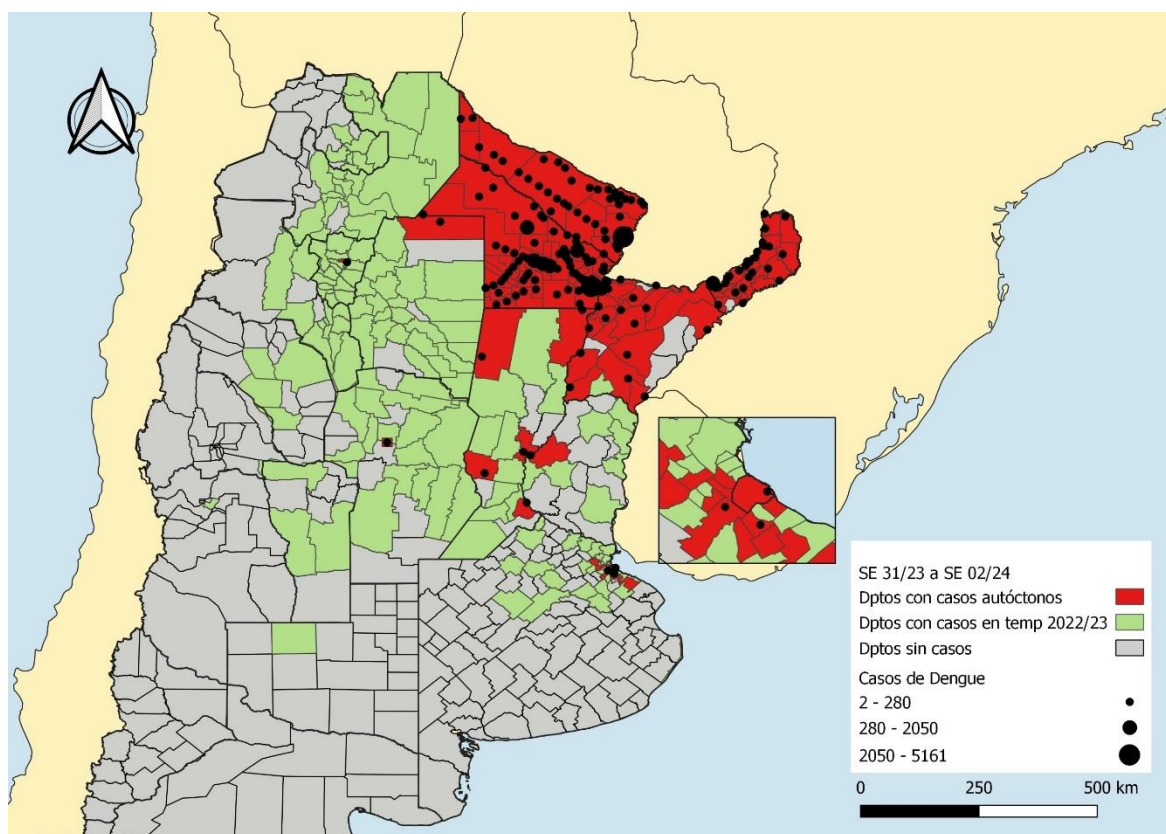 SE 31/23 a SE 02/24
Dptos con casos autóctonos
Dptos con casos en temp 2022/23
Dptos sin casos
Casos de Dengue
2 - 280
280 - 2050
2050 - 5161
0 250 500 km